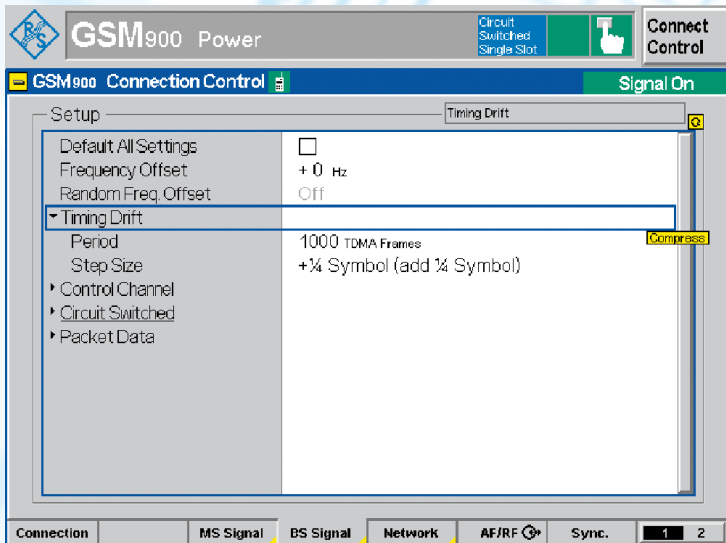 R&S GSM900 Power Circuit Switched Single Slot Connect Control
GSM900 Connection Control Signal On
Setup Timing Drift
Default All Settings
Frequency Offset + 0 Hz
Random Freq. Offset Off
Timing Drift
Period 1000 TDMA Frames
Compress
Step Size +¼ Symbol (add ¼ Symbol)
Control Channel
Circuit Switched
Packet Data
Connection MS Signal BS Signal Network AF/RF Sync. 1 2